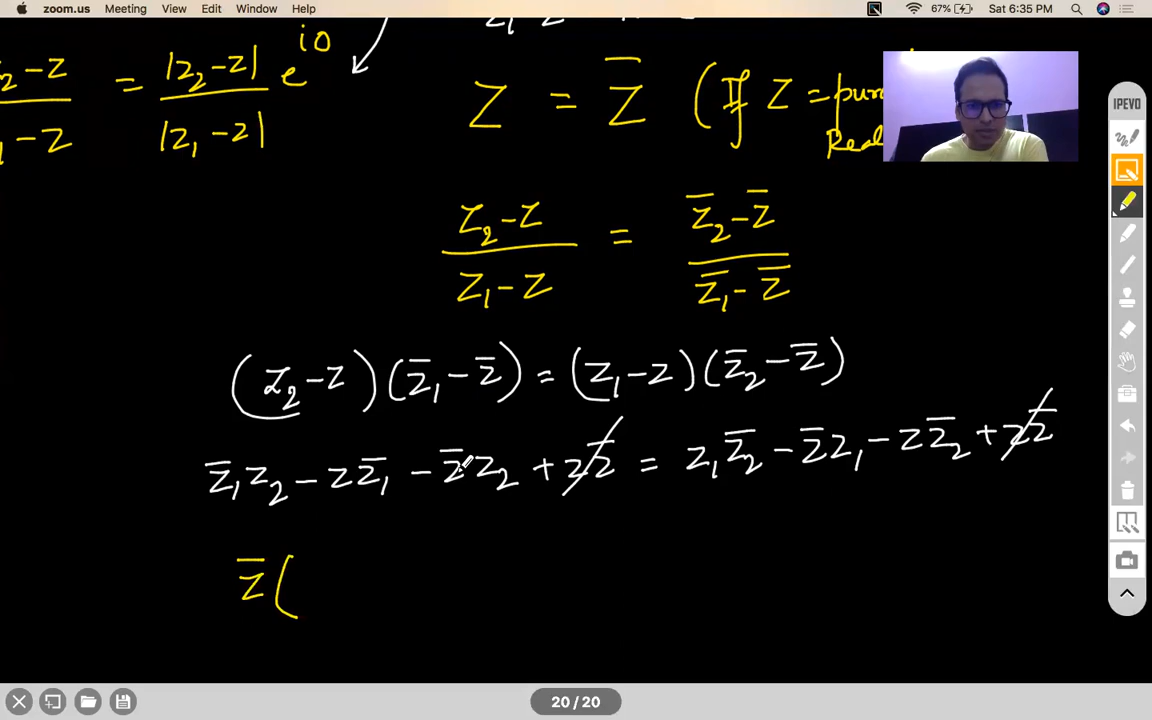 zoom.us Meeting View Edit Window Help 67% Sat 6:35 PM
z₂-z / z₁-z = |z₂-z| / |z₁-z| e^i0
Z = Z̄ (If Z = pur
Real
IPEVO
z₂-z / z₁-z = z̄₂-z̄ / z̄₁-z̄
(z₂-z)(z̄₁-z̄) = (z₁-z)(z̄₂-z̄)
z̄₁z₂ - zz̄₁ - z̄z₂ + zz̄ = z₁z̄₂ - z̄z₁ - zz̄₂ + zz̄
z̄(
20/20